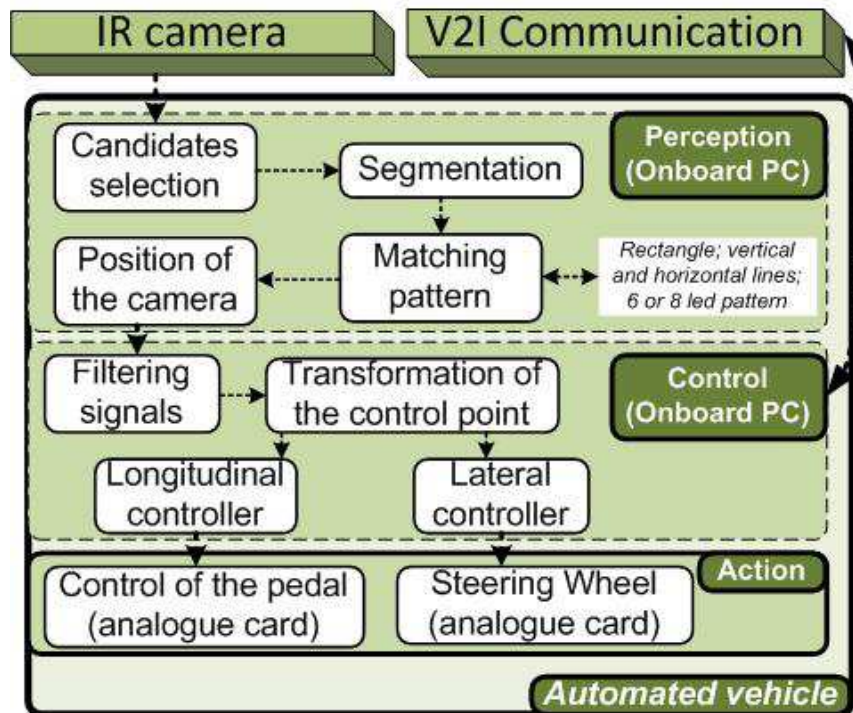 IR camera
V2I Communication
Candidates
selection
Segmentation
Perception
(Onboard PC)
Position of
the camera
Matching
pattern
Rectangle; vertical
and horizontal lines;
6 or 8 led pattern
Filtering
signals
Transformation of
the control point
Control
(Onboard PC)
Longitudinal
controller
Lateral
controller
Action
Control of the pedal
(analogue card)
Steering Wheel
(analogue card)
Automated vehicle